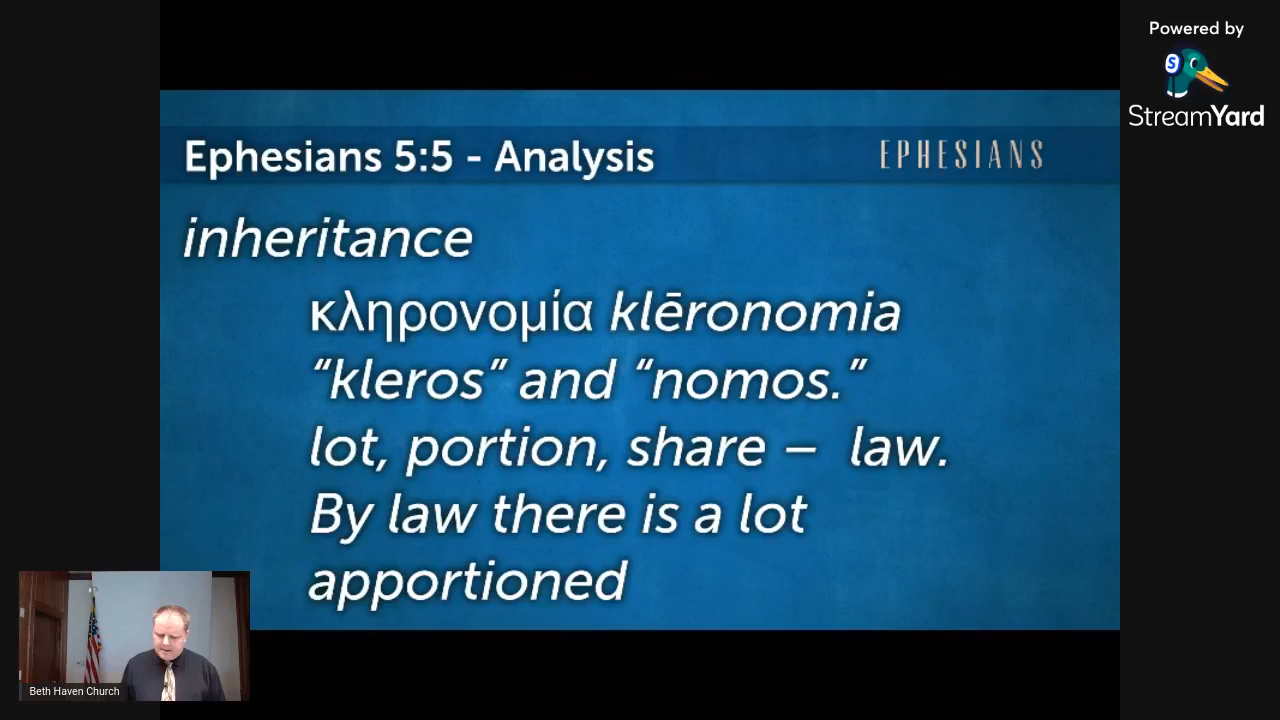 Powered by
StreamYard
Ephesians 5:5 - Analysis
EPHESIANS
inheritance
κληρονομία klēronomia
“kleros” and “nomos.”
lot, portion, share – law.
By law there is a lot
apportioned
Beth Haven Church